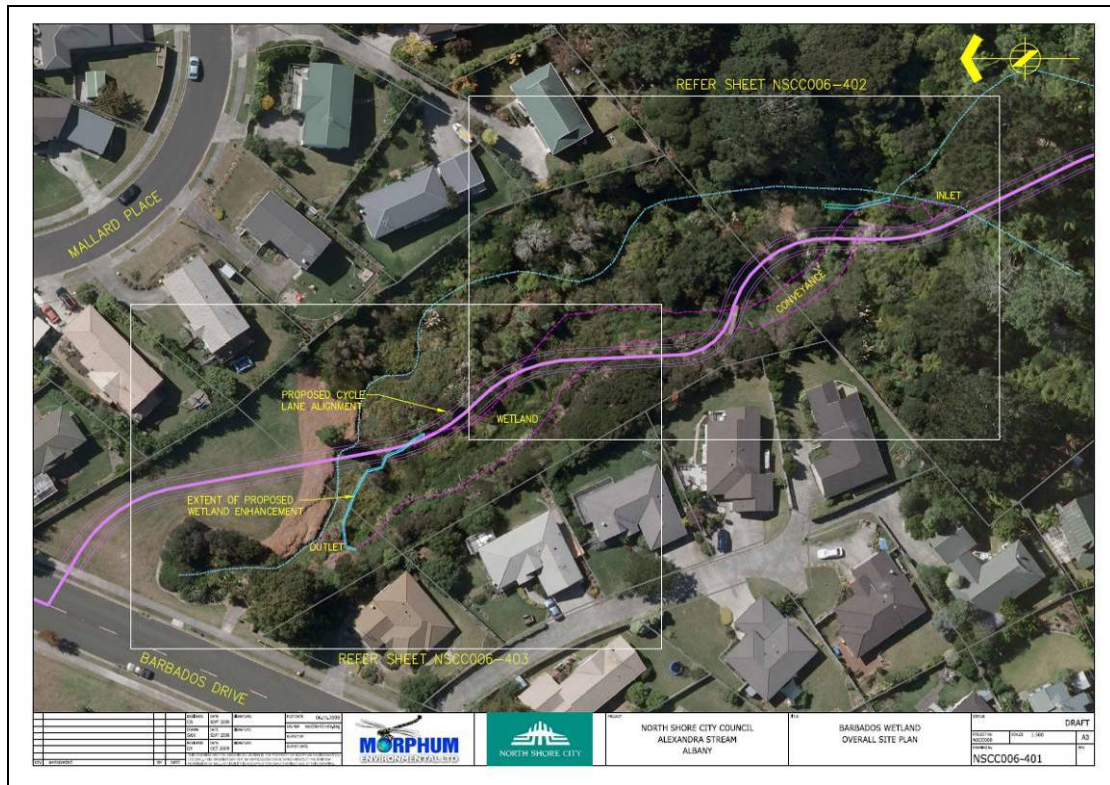 REFER SHEET NSCC006-402
MALLARD PLACE
INLET
CONVEYANCE
PROPOSED CYCLE
LANE ALIGNMENT
WETLAND
EXTENT OF PROPOSED
WETLAND ENHANCEMENT
OUTLET
REFER SHEET NSCC006-403
BARBADOS DRIVE
MORPHUM
ENVIRONMENTAL LTD
NORTH SHORE CITY
NORTH SHORE CITY COUNCIL
ALEXANDRA STREAM
ALBANY
BARBADOS WETLAND
OVERALL SITE PLAN
DRAFT
A3
NSCC006-401